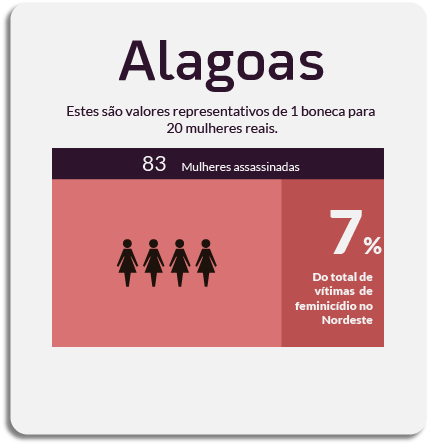 Alagoas
Estes são valores representativos de 1 boneca para
20 mulheres reais.
83 Mulheres assassinadas
7%
Do total de
vítimas de
feminicídio no
Nordeste